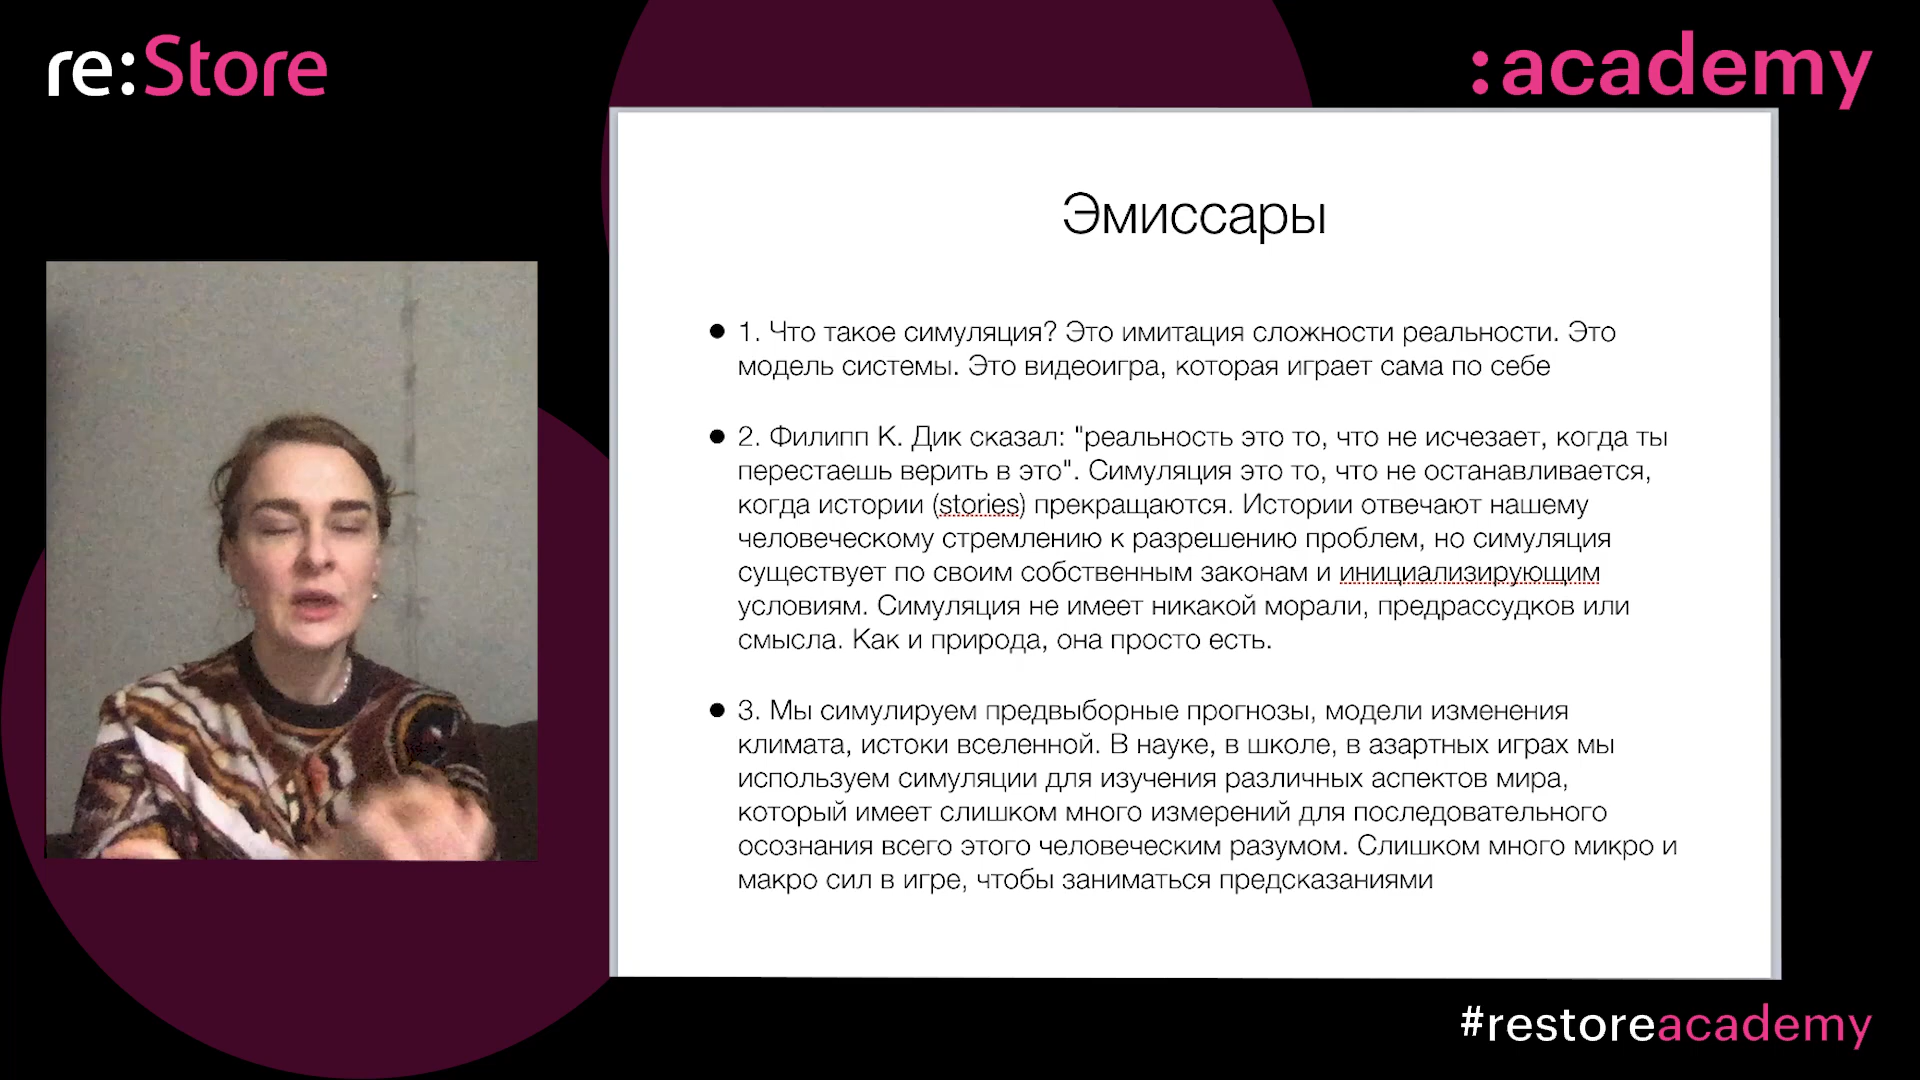 re:Store
:academy
Эмиссары
● 1. Что такое симуляция? Это имитация сложности реальности. Это
модель системы. Это видеоигра, которая играет сама по себе
● 2. Филипп К. Дик сказал: "реальность это то, что не исчезает, когда ты
перестаешь верить в это". Симуляция это то, что не останавливается,
когда истории (stories) прекращаются. Истории отвечают нашему
человеческому стремлению к разрешению проблем, но симуляция
существует по своим собственным законам и инициализирующим
условиям. Симуляция не имеет никакой морали, предрассудков или
смысла. Как и природа, она просто есть.
● 3. Мы симулируем предвыборные прогнозы, модели изменения
климата, истоки вселенной. В науке, в школе, в азартных играх мы
используем симуляции для изучения различных аспектов мира,
который имеет слишком много измерений для последовательного
осознания всего этого человеческим разумом. Слишком много микро и
макро сил в игре, чтобы заниматься предсказаниями
#restoreacademy